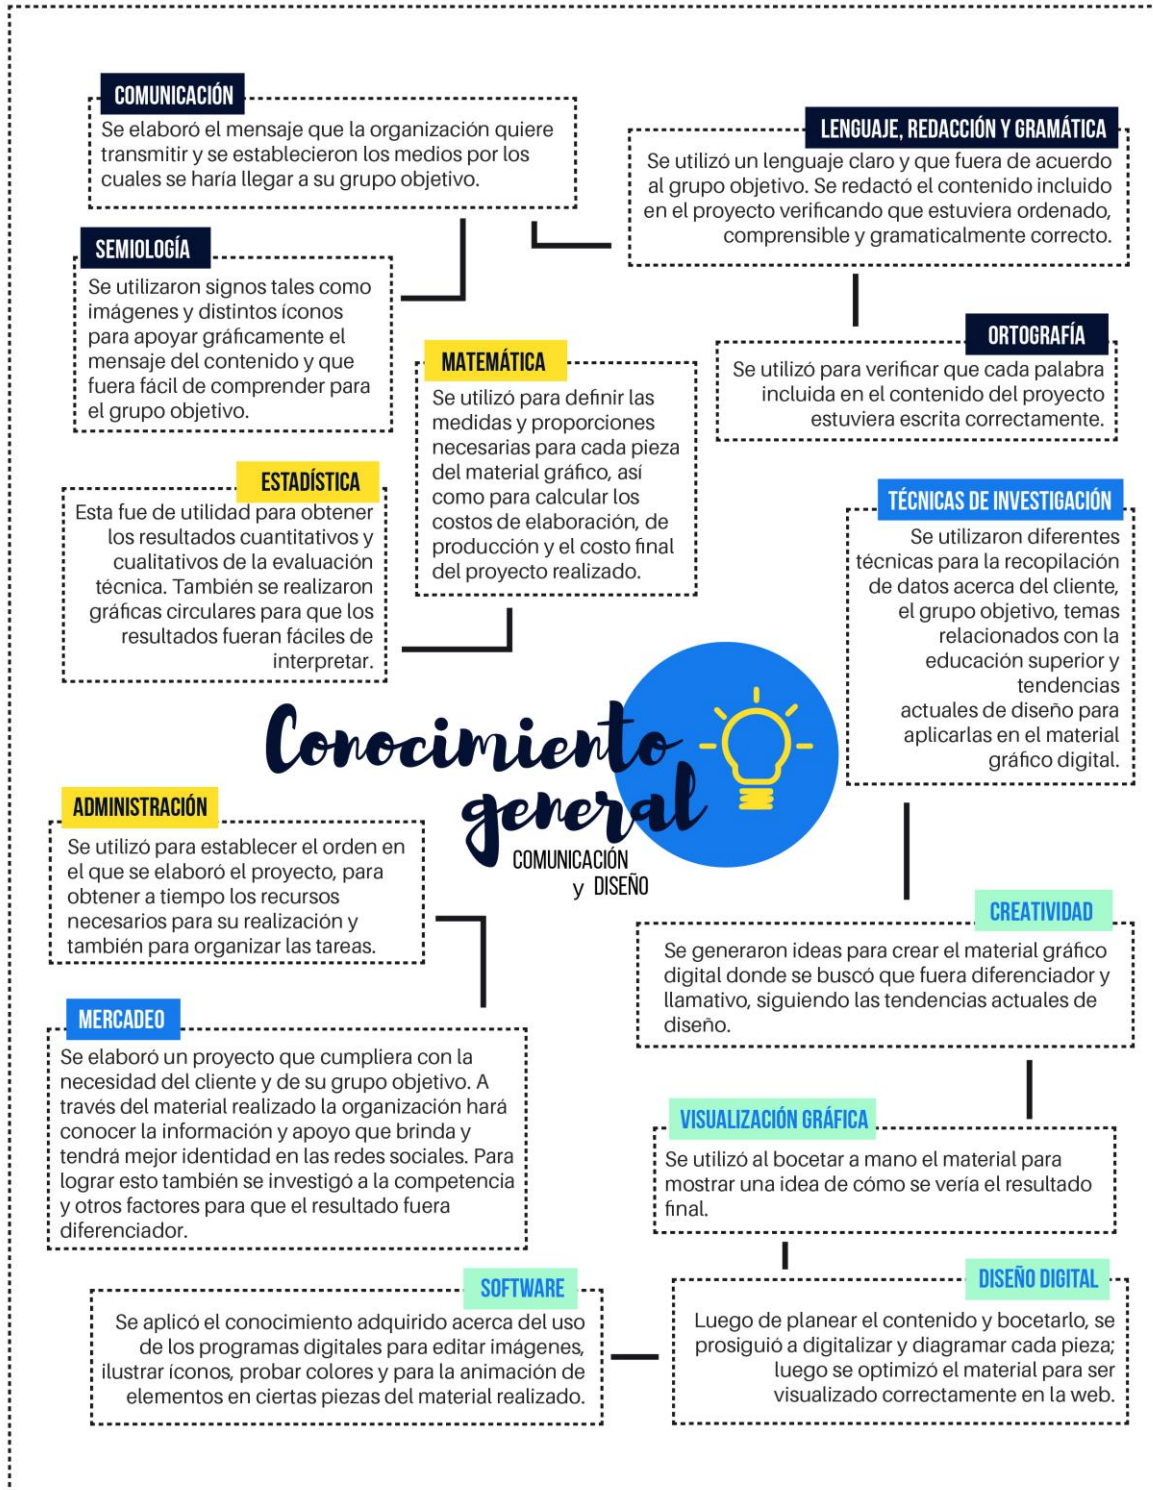 COMUNICACIÓN
Se elaboró el mensaje que la organización quiere
transmitir y se establecieron los medios por los
cuales se haría llegar a su grupo objetivo.
LENGUAJE, REDACCIÓN Y GRAMÁTICA
Se utilizó un lenguaje claro y que fuera de acuerdo
al grupo objetivo. Se redactó el contenido incluido
en el proyecto verificando que estuviera ordenado,
comprensible y gramaticalmente correcto.
SEMIOLOGÍA
Se utilizaron signos tales como
imágenes y distintos íconos
para apoyar gráficamente el
mensaje del contenido y que
fuera fácil de comprender para
el grupo objetivo.
ORTOGRAFÍA
Se utilizó para verificar que cada palabra
incluida en el contenido del proyecto
estuviera escrita correctamente.
MATEMÁTICA
Se utilizó para definir las
medidas y proporciones
necesarias para cada pieza
del material gráfico, así
como para calcular los
costos de elaboración, de
producción y el costo final
del proyecto realizado.
ESTADÍSTICA
Esta fue de utilidad para obtener
los resultados cuantitativos y
cualitativos de la evaluación
técnica. También se realizaron
gráficas circulares para que los
resultados fueran fáciles de
interpretar.
TÉCNICAS DE INVESTIGACIÓN
Se utilizaron diferentes
técnicas para la recopilación
de datos acerca del cliente,
el grupo objetivo, temas
relacionados con la
educación superior y
tendencias
actuales de diseño para
aplicarlas en el material
gráfico digital.
Conocimiento
general
COMUNICACIÓN
y DISEÑO
ADMINISTRACIÓN
Se utilizó para establecer el orden en
el que se elaboró el proyecto, para
obtener a tiempo los recursos
necesarios para su realización y
también para organizar las tareas.
CREATIVIDAD
Se generaron ideas para crear el material gráfico
digital donde se buscó que fuera diferenciador y
llamativo, siguiendo las tendencias actuales de
diseño.
MERCADEO
Se elaboró un proyecto que cumpliera con la
necesidad del cliente y de su grupo objetivo. A
través del material realizado la organización hará
conocer la información y apoyo que brinda y
tendrá mejor identidad en las redes sociales. Para
lograr esto también se investigó a la competencia
y otros factores para que el resultado fuera
diferenciador.
VISUALIZACIÓN GRÁFICA
Se utilizó al bocetar a mano el material para
mostrar una idea de cómo se vería el resultado
final.
DISEÑO DIGITAL
Luego de planear el contenido y bocetarlo, se
prosiguió a digitalizar y diagramar cada pieza;
luego se optimizó el material para ser
visualizado correctamente en la web.
SOFTWARE
Se aplicó el conocimiento adquirido acerca del uso
de los programas digitales para editar imágenes,
ilustrar íconos, probar colores y para la animación de
elementos en ciertas piezas del material realizado.